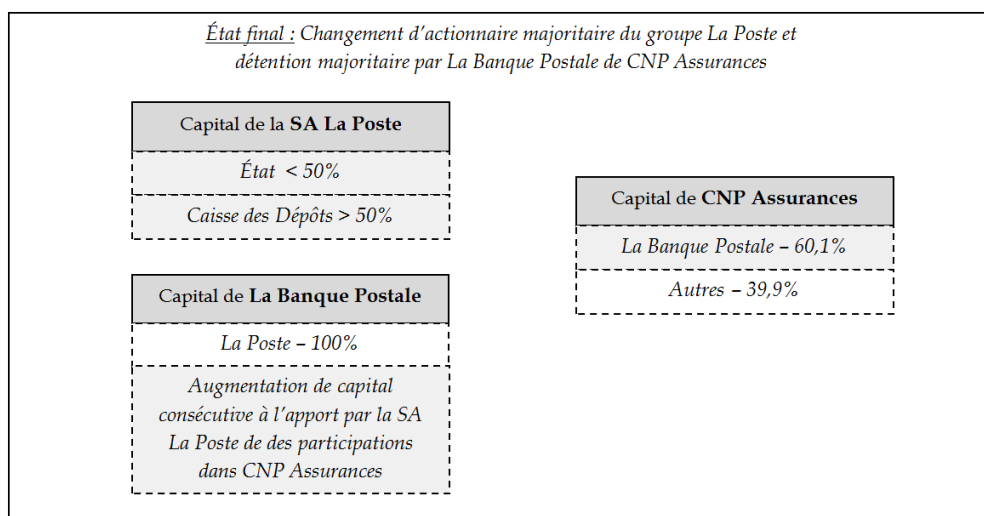 État final : Changement d’actionnaire majoritaire du groupe La Poste et
détention majoritaire par La Banque Postale de CNP Assurances
Capital de la SA La Poste
État < 50%
Caisse des Dépôts > 50%
Capital de La Banque Postale
La Poste – 100%
Augmentation de capital
consécutive à l’apport par la SA
La Poste de des participations
dans CNP Assurances
Capital de CNP Assurances
La Banque Postale – 60,1%
Autres – 39,9%